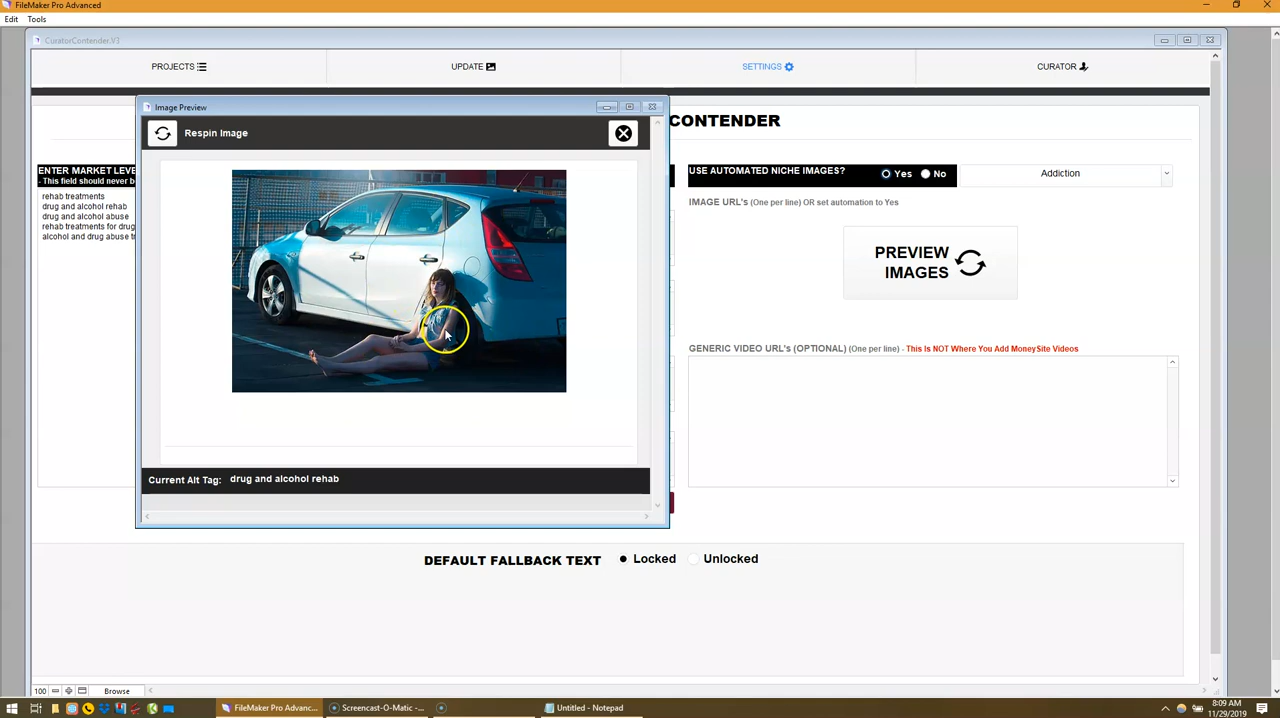 FileMaker Pro Advanced
Edit Tools
CuratorContender.V3
PROJECTS
UPDATE
SETTINGS
CURATOR
Image Preview
Respin Image
CONTENDER
ENTER MARKET LEVE
- This field should never b
rehab treatments
drug and alcohol rehab
drug and alcohol abuse
rehab treatments for drug
alcohol and drug abuse t
USE AUTOMATED NICHE IMAGES? Yes No
Addiction
IMAGE URL's (One per line) OR set automation to Yes
PREVIEW
IMAGES
GENERIC VIDEO URL's (OPTIONAL) (One per line) - This Is NOT Where You Add MoneySite Videos
Current Alt Tag: drug and alcohol rehab
DEFAULT FALLBACK TEXT Locked Unlocked
100 Browse
FileMaker Pro Advanc...
Screencast-O-Matic -...
Untitled - Notepad
8:09 AM
11/29/2019